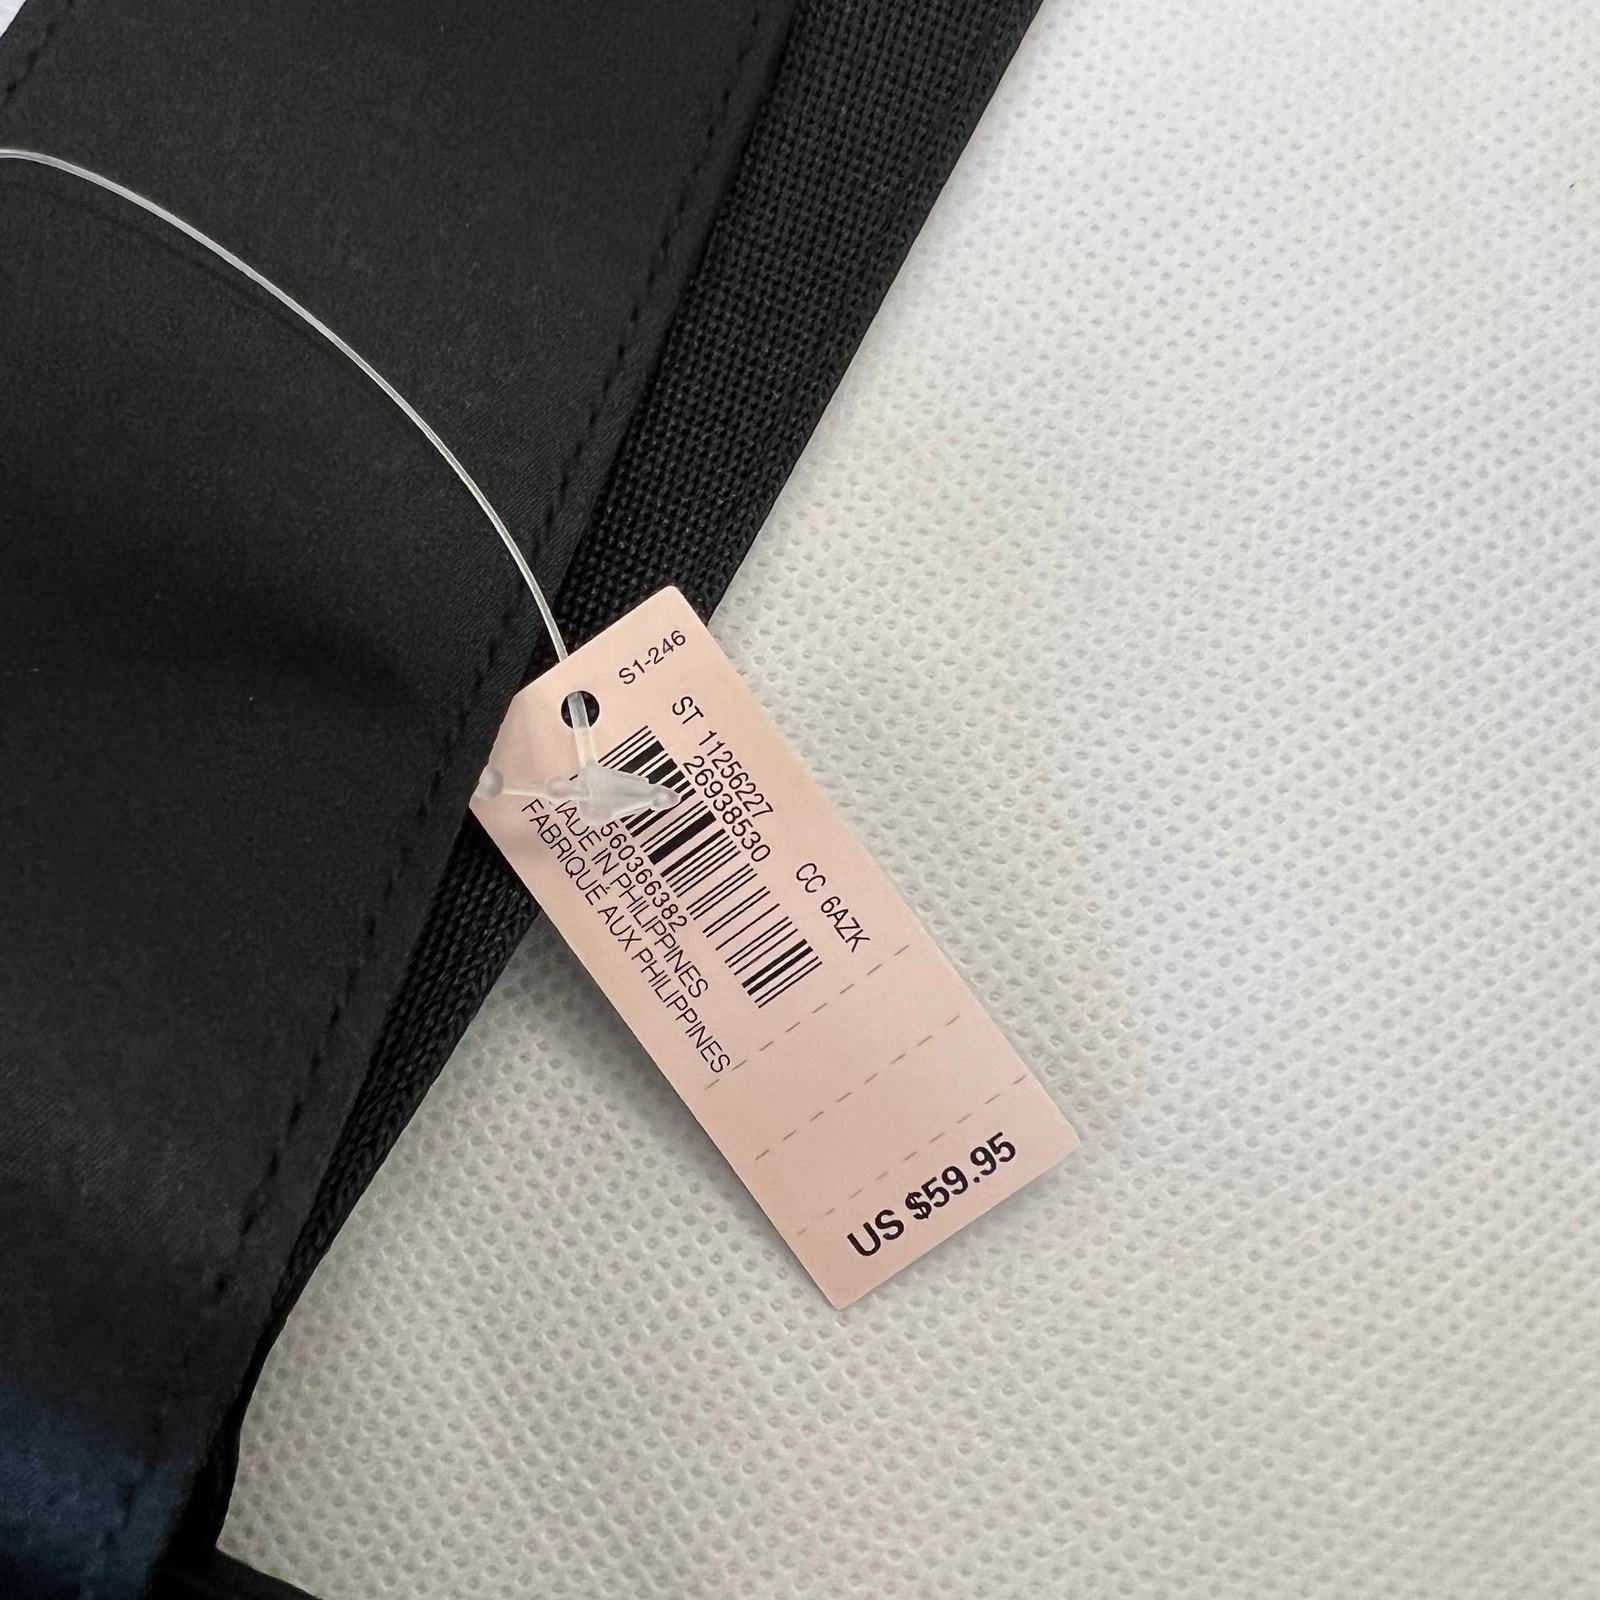 S1-246
ST 11256227 CC 6AZK
26938530
560366382
MADE IN PHILIPPINES
FABRIQUÉ AUX PHILIPPINES
US $59.95